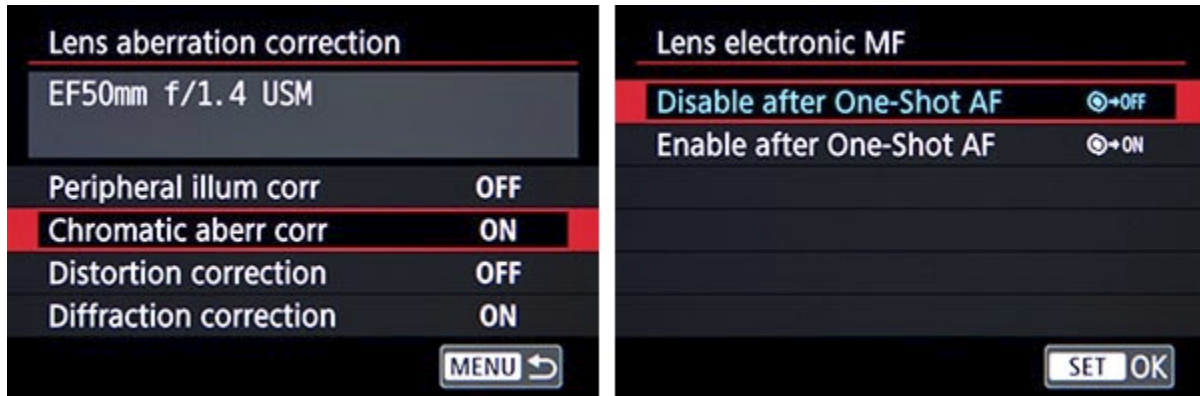 Lens aberration correction
EF50mm f/1.4 USM
Peripheral illum corr OFF
Chromatic aberr corr ON
Distortion correction OFF
Diffraction correction ON
MENU
Lens electronic MF
Disable after One-Shot AF OFF
Enable after One-Shot AF ON
SET OK